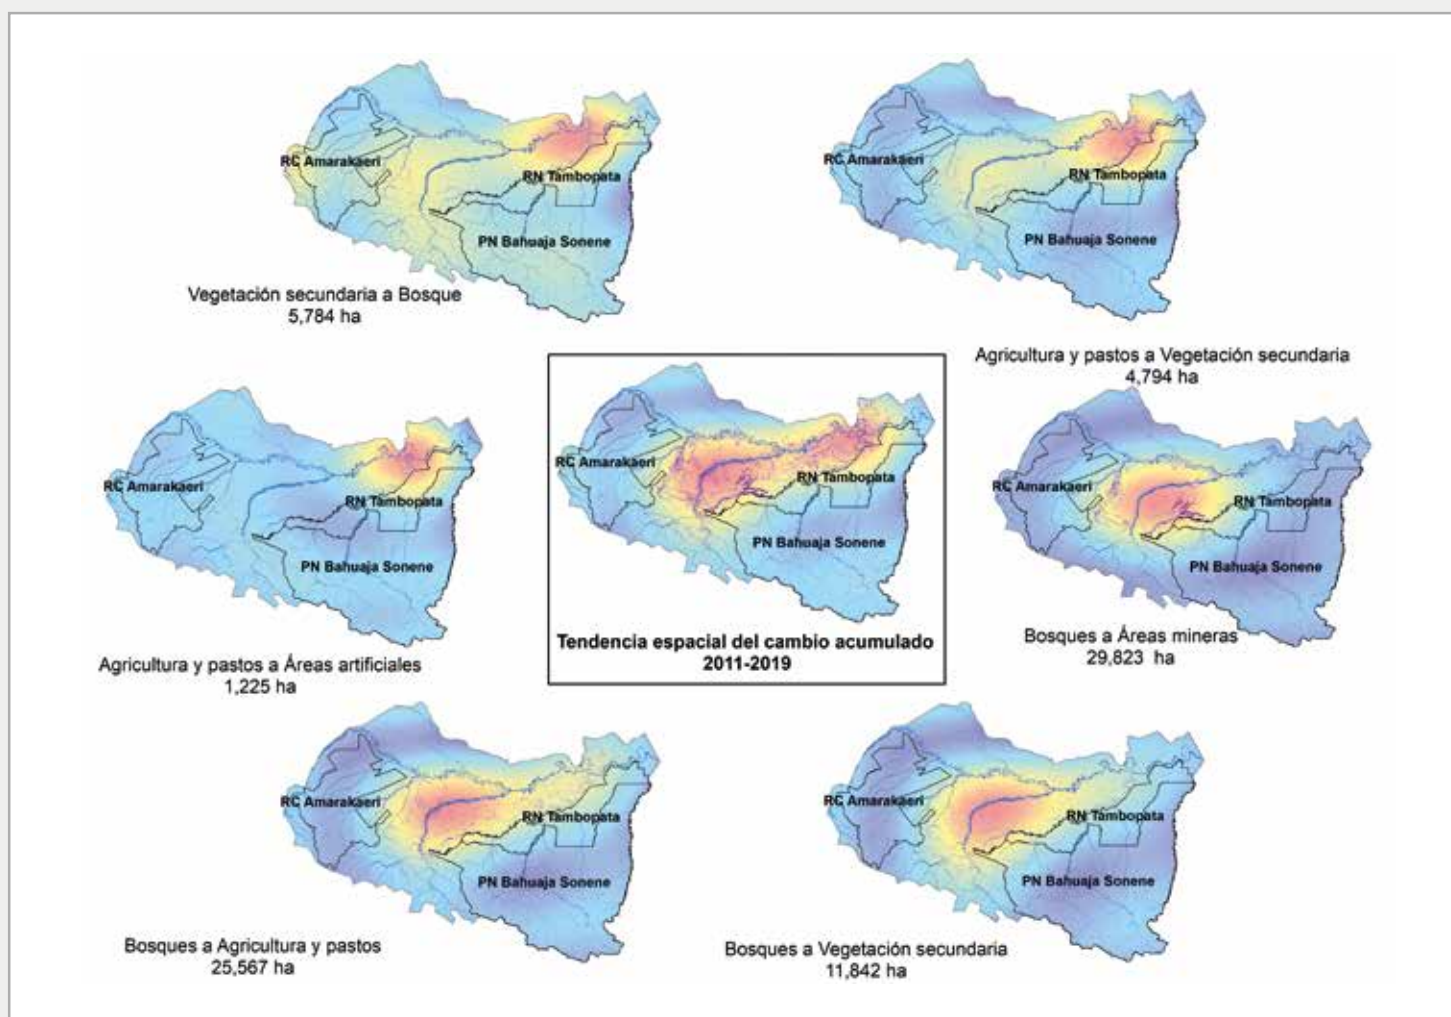 RC Amarakaeri
RN Tambopata
PN Bahuaja Sonene
Vegetación secundaria a Bosque
5,784 ha
RC Amarakaeri
RN Tambopata
PN Bahuaja Sonene
Agricultura y pastos a Vegetación secundaria
4,794 ha
RC Amarakaeri
RN Tambopata
PN Bahuaja Sonene
Agricultura y pastos a Áreas artificiales
1,225 ha
RC Amarakaeri
RN Tambopata
PN Bahuaja Sonene
Tendencia espacial del cambio acumulado
2011-2019
RC Amarakaeri
RN Tambopata
PN Bahuaja Sonene
Bosques a Áreas mineras
29,823 ha
RC Amarakaeri
RN Tambopata
PN Bahuaja Sonene
Bosques a Agricultura y pastos
25,567 ha
RC Amarakaeri
RN Tambopata
PN Bahuaja Sonene
Bosques a Vegetación secundaria
11,842 ha